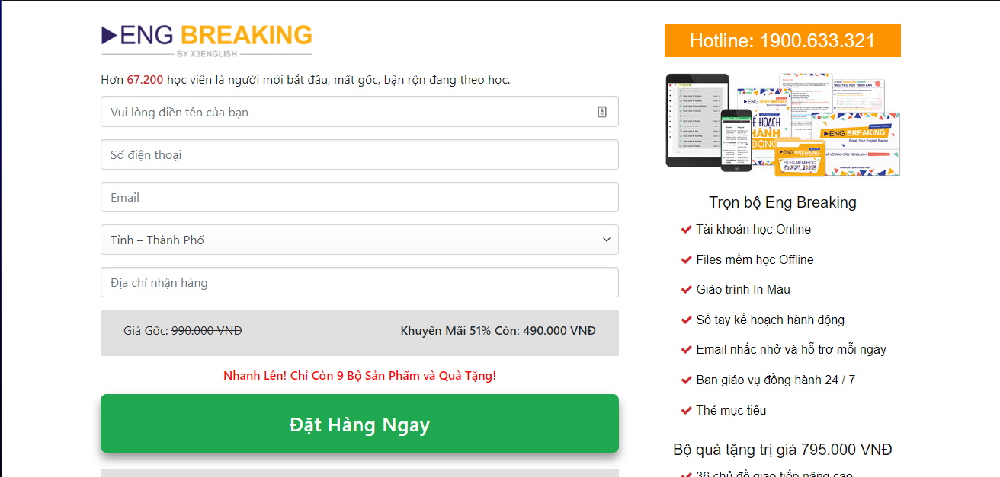 ENG BREAKING
BY X3ENGLISH
Hơn 67.200 học viên là người mới bắt đầu, mất gốc, bận rộn đang theo học.
Vui lòng điền tên của bạn
Số điện thoại
Email
Tỉnh – Thành Phố
Địa chỉ nhận hàng
Giá Gốc: 990.000 VNĐ
Khuyến Mãi 51% Còn: 490.000 VNĐ
Nhanh Lên! Chỉ Còn 9 Bộ Sản Phẩm và Quà Tặng!
Đặt Hàng Ngay
Hotline: 1900.633.321
MỤC TIÊU HỌC TIẾNG ANH
ENG BREAKING
Ế HOẠCH
HÀNH
ĐỘNG
ENG BREAKING
Break Your English Barrier
ENG BREAKING
FILES MỀM HỌC
OFFLINE
Trọn bộ Eng Breaking
Tài khoản học Online
Files mềm học Offline
Giáo trình In Màu
Sổ tay kế hoạch hành động
Email nhắc nhở và hỗ trợ mỗi ngày
Ban giáo vụ đồng hành 24 / 7
Thẻ mục tiêu
Bộ quà tặng trị giá 795.000 VNĐ
36 chủ đề giao tiếp nâng cao